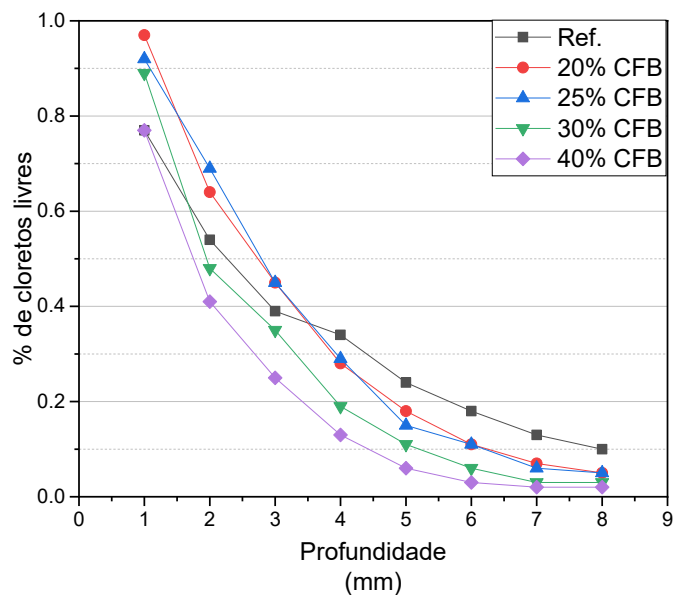 1.0
0.8
0.6
0.4
0.2
0.0
% de cloretos livres
Ref.
20% CFB
25% CFB
30% CFB
40% CFB
0 1 2 3 4 5 6 7 8 9
Profundidade
(mm)